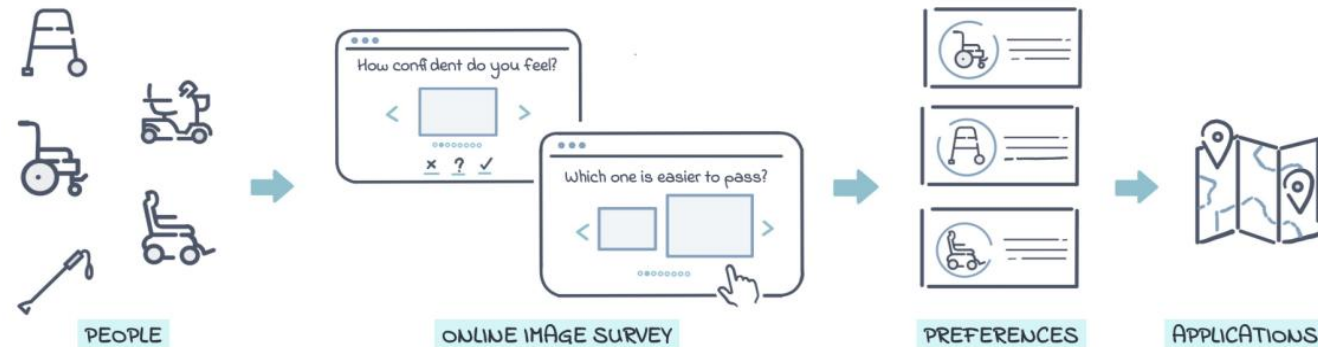 How confident do you feel?
× ? ✓
Which one is easier to pass?
PEOPLE
ONLINE IMAGE SURVEY
PREFERENCES
APPLICATIONS